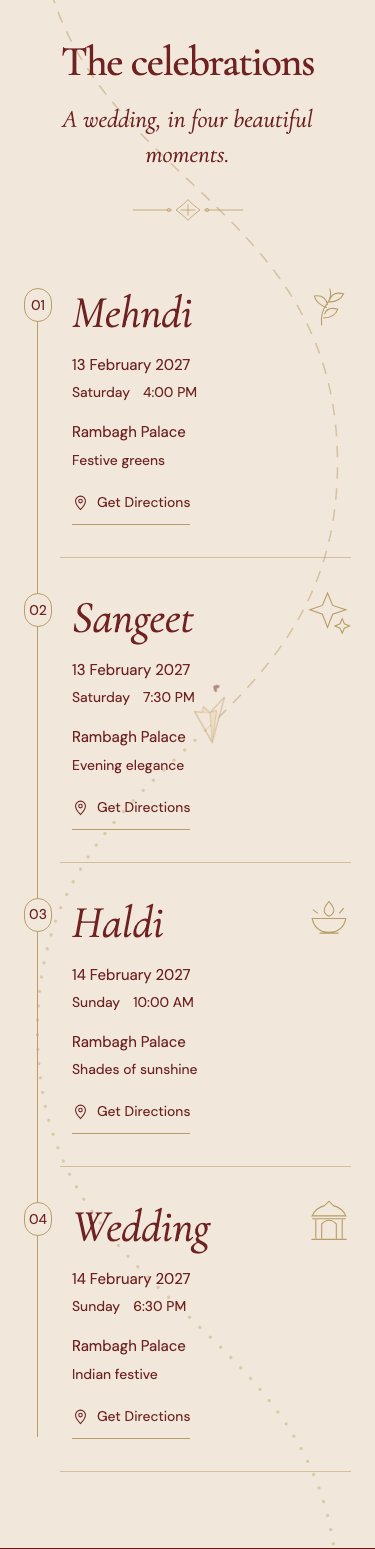 The celebrations
A wedding, in four beautiful
moments.
01
Mehndi
13 February 2027
Saturday 4:00 PM
Rambagh Palace
Festive greens
Get Directions
02
Sangeet
13 February 2027
Saturday 7:30 PM
Rambagh Palace
Evening elegance
Get Directions
03
Haldi
14 February 2027
Sunday 10:00 AM
Rambagh Palace
Shades of sunshine
Get Directions
04
Wedding
14 February 2027
Sunday 6:30 PM
Rambagh Palace
Indian festive
Get Directions